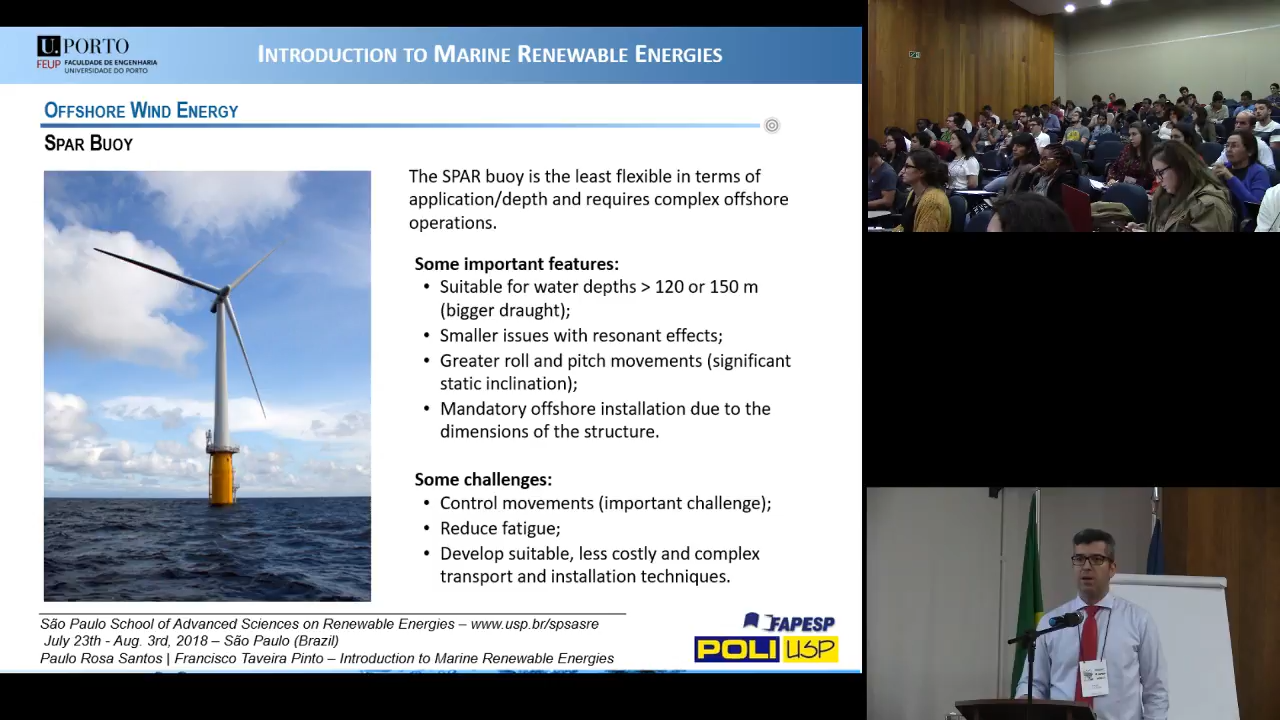 U.PORTO
FEUP FACULDADE DE ENGENHARIA
UNIVERSIDADE DO PORTO
INTRODUCTION TO MARINE RENEWABLE ENERGIES
OFFSHORE WIND ENERGY
SPAR BUOY
The SPAR buoy is the least flexible in terms of
application/depth and requires complex offshore
operations.
Some important features:
• Suitable for water depths > 120 or 150 m
(bigger draught);
• Smaller issues with resonant effects;
• Greater roll and pitch movements (significant
static inclination);
• Mandatory offshore installation due to the
dimensions of the structure.
Some challenges:
• Control movements (important challenge);
• Reduce fatigue;
• Develop suitable, less costly and complex
transport and installation techniques.
São Paulo School of Advanced Sciences on Renewable Energies – www.usp.br/spsasre
July 23th - Aug. 3rd, 2018 – São Paulo (Brazil)
Paulo Rosa Santos | Francisco Taveira Pinto – Introduction to Marine Renewable Energies
FAPESP
POLI USP